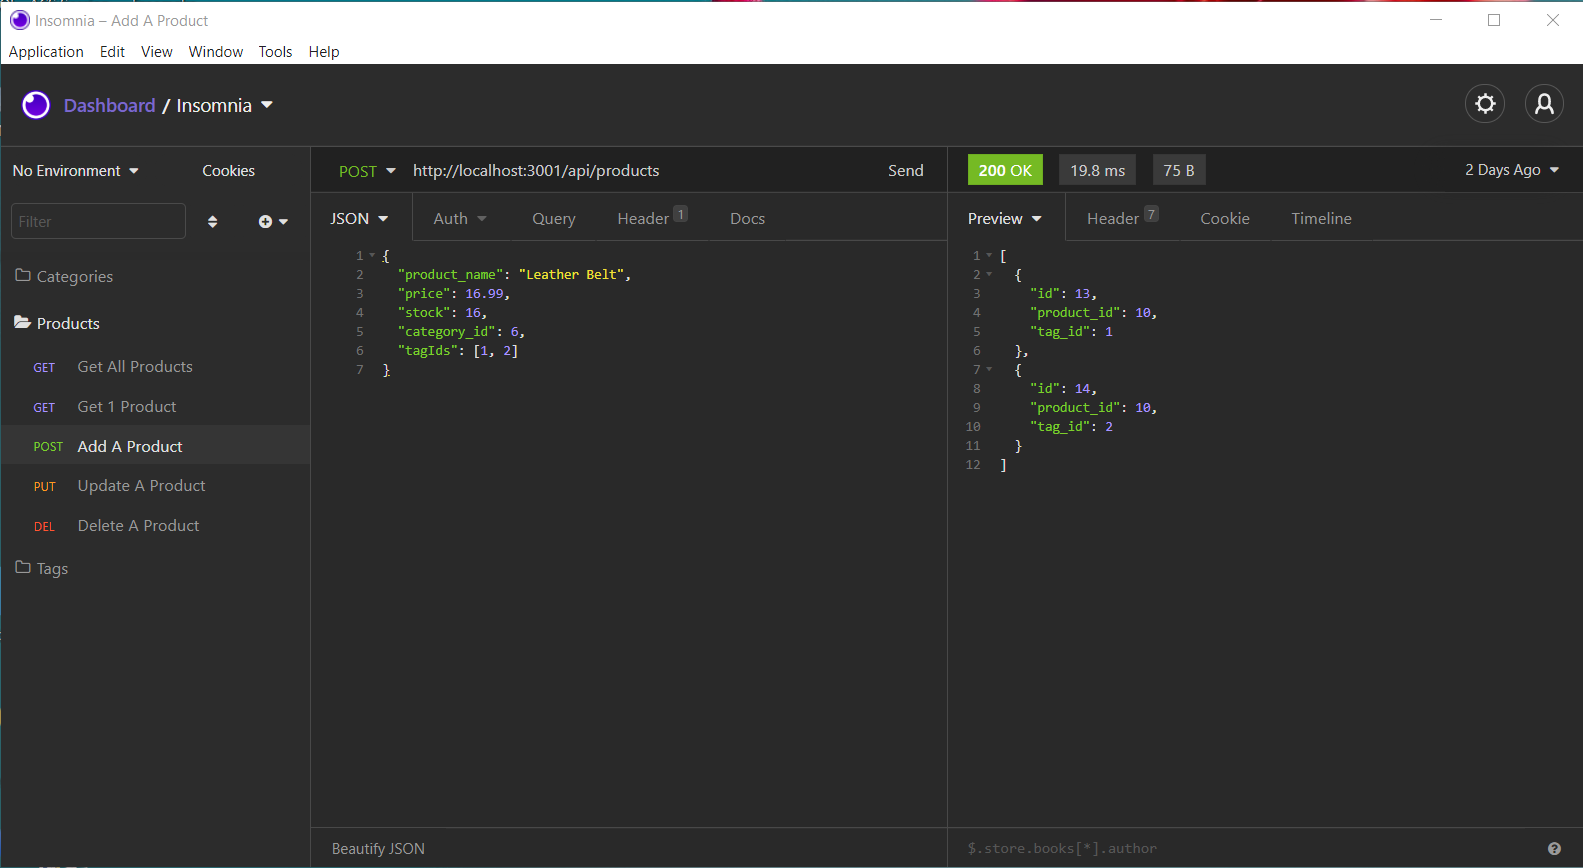 Insomnia – Add A Product
Application Edit View Window Tools Help
Dashboard / Insomnia
No Environment Cookies
Filter
Categories
Products
GET Get All Products
GET Get 1 Product
POST Add A Product
PUT Update A Product
DEL Delete A Product
Tags
POST http://localhost:3001/api/products Send
JSON Auth Query Header 1 Docs
1 {
2 "product_name": "Leather Belt",
3 "price": 16.99,
4 "stock": 16,
5 "category_id": 6,
6 "tagIds": [1, 2]
7 }
Beautify JSON
200 OK 19.8 ms 75 B 2 Days Ago
Preview Header 7 Cookie Timeline
1 [
2 {
3 "id": 13,
4 "product_id": 10,
5 "tag_id": 1
6 },
7 {
8 "id": 14,
9 "product_id": 10,
10 "tag_id": 2
11 }
12 ]
$.store.books[*].author